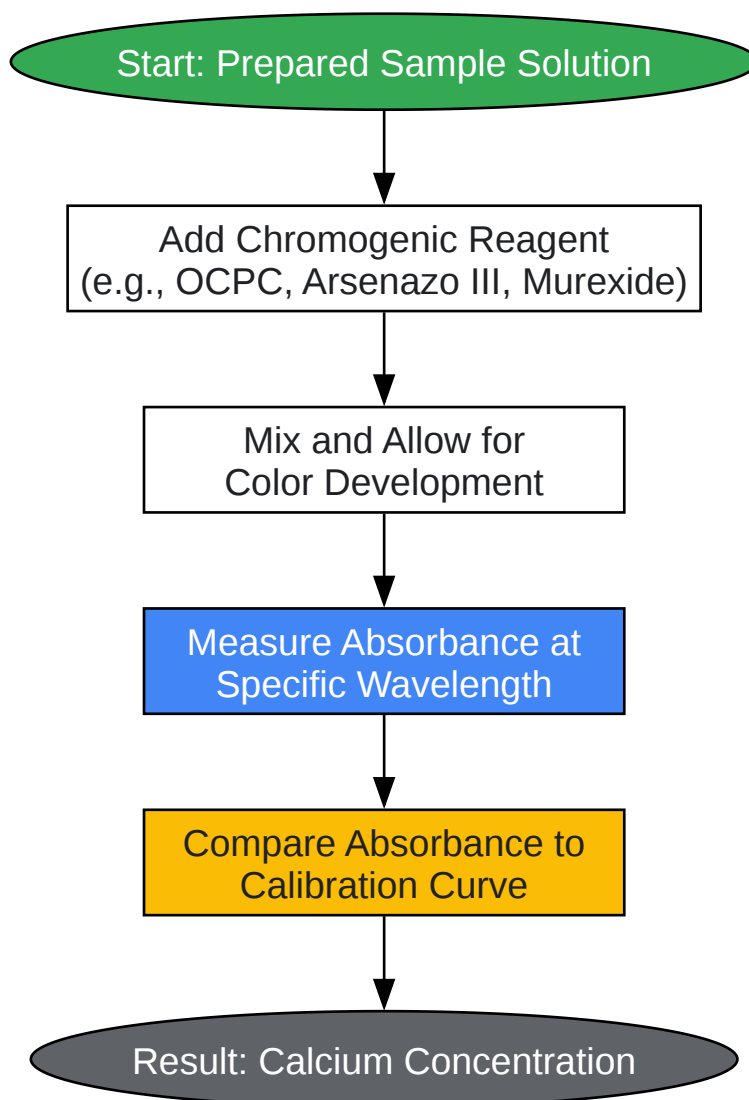 Start: Prepared Sample Solution
Add Chromogenic Reagent
(e.g., OCPC, Arsenazo III, Murexide)
Mix and Allow for
Color Development
Measure Absorbance at
Specific Wavelength
Compare Absorbance to
Calibration Curve
Result: Calcium Concentration